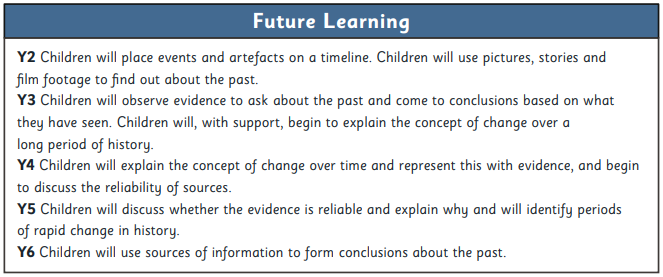 Future Learning
Y2 Children will place events and artefacts on a timeline. Children will use pictures, stories and
film footage to find out about the past.
Y3 Children will observe evidence to ask about the past and come to conclusions based on what
they have seen. Children will, with support, begin to explain the concept of change over a
long period of history.
Y4 Children will explain the concept of change over time and represent this with evidence, and begin
to discuss the reliability of sources.
Y5 Children will discuss whether the evidence is reliable and explain why and will identify periods
of rapid change in history.
Y6 Children will use sources of information to form conclusions about the past.